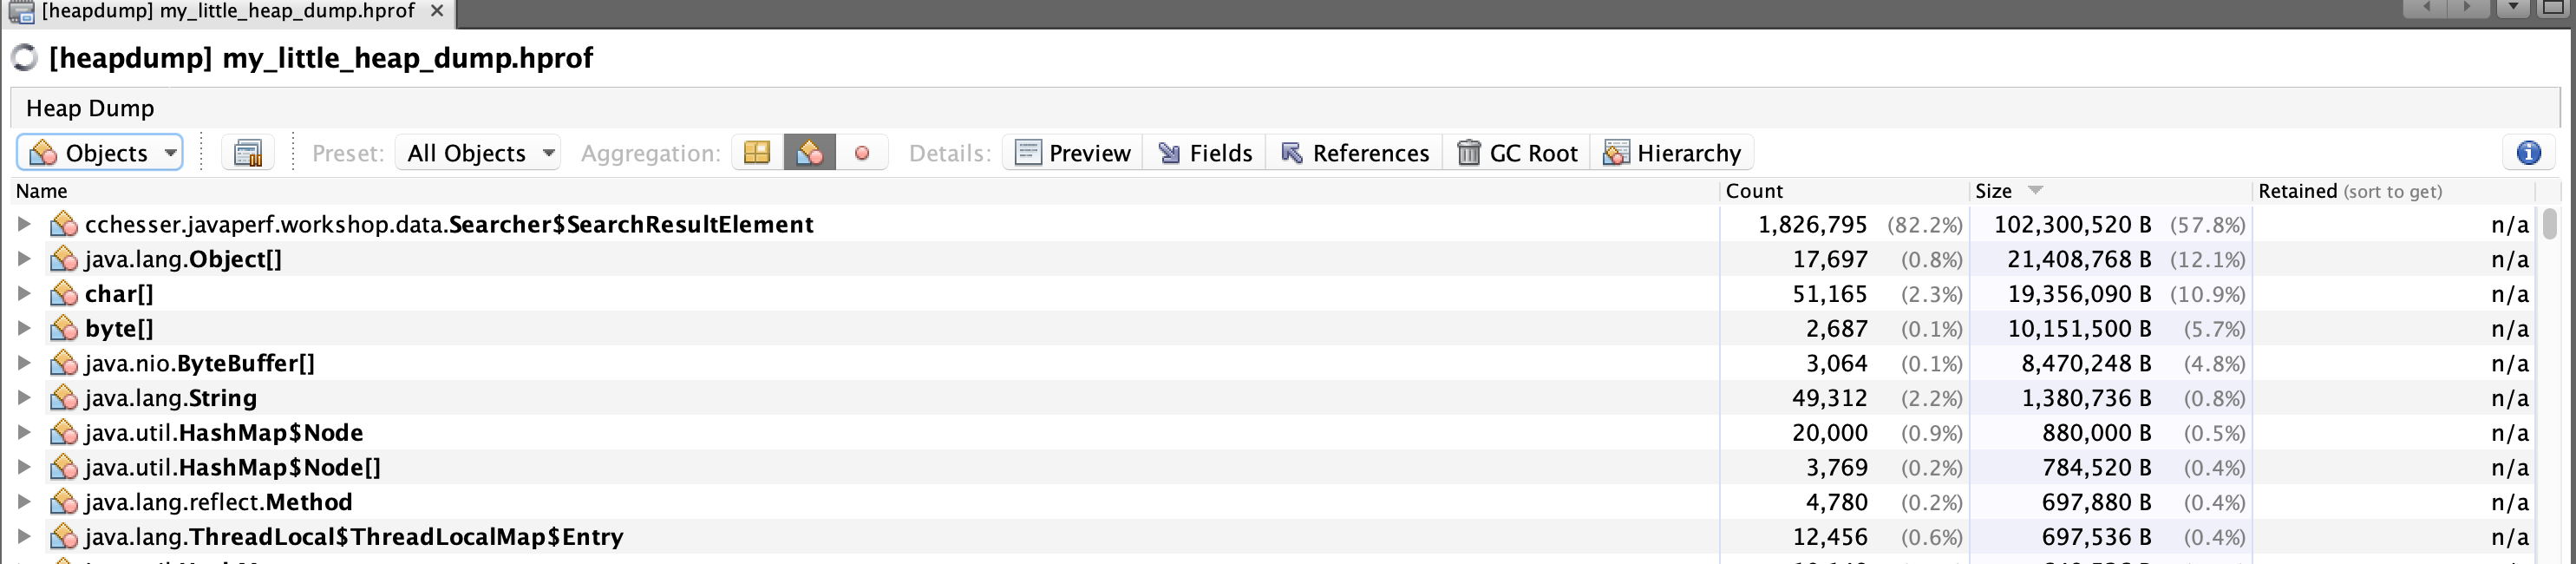 [heapdump] my_little_heap_dump.hprof ×
[heapdump] my_little_heap_dump.hprof
Heap Dump
Objects Preset: All Objects Aggregation: Details: Preview Fields References GC Root Hierarchy
Name Count Size Retained (sort to get)
cchesser.javaperf.workshop.data.Searcher$SearchResultElement 1,826,795 (82.2%) 102,300,520 B (57.8%) n/a
java.lang.Object[] 17,697 (0.8%) 21,408,768 B (12.1%) n/a
char[] 51,165 (2.3%) 19,356,090 B (10.9%) n/a
byte[] 2,687 (0.1%) 10,151,500 B (5.7%) n/a
java.nio.ByteBuffer[] 3,064 (0.1%) 8,470,248 B (4.8%) n/a
java.lang.String 49,312 (2.2%) 1,380,736 B (0.8%) n/a
java.util.HashMap$Node 20,000 (0.9%) 880,000 B (0.5%) n/a
java.util.HashMap$Node[] 3,769 (0.2%) 784,520 B (0.4%) n/a
java.lang.reflect.Method 4,780 (0.2%) 697,880 B (0.4%) n/a
java.lang.ThreadLocal$ThreadLocalMap$Entry 12,456 (0.6%) 697,536 B (0.4%) n/a